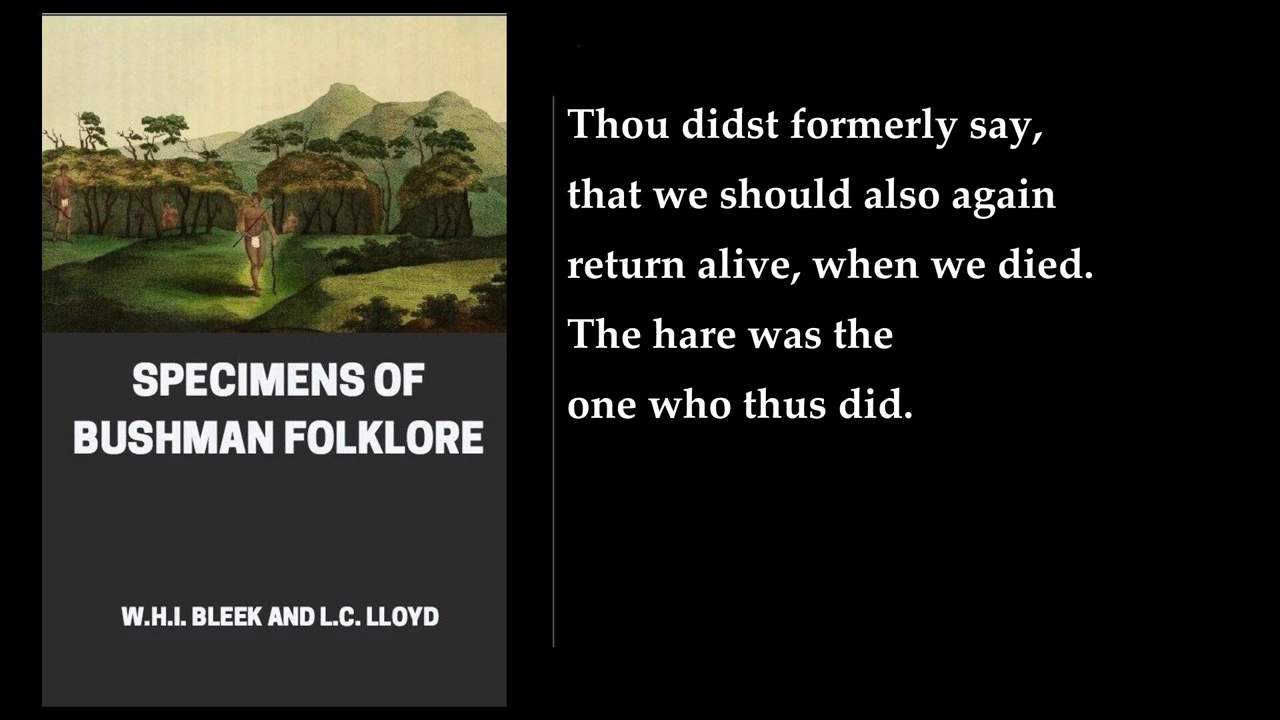 SPECIMENS OF
BUSHMAN FOLKLORE
W.H.I. BLEEK AND L.C. LLOYD
Thou didst formerly say,
that we should also again
return alive, when we died.
The hare was the
one who thus did.